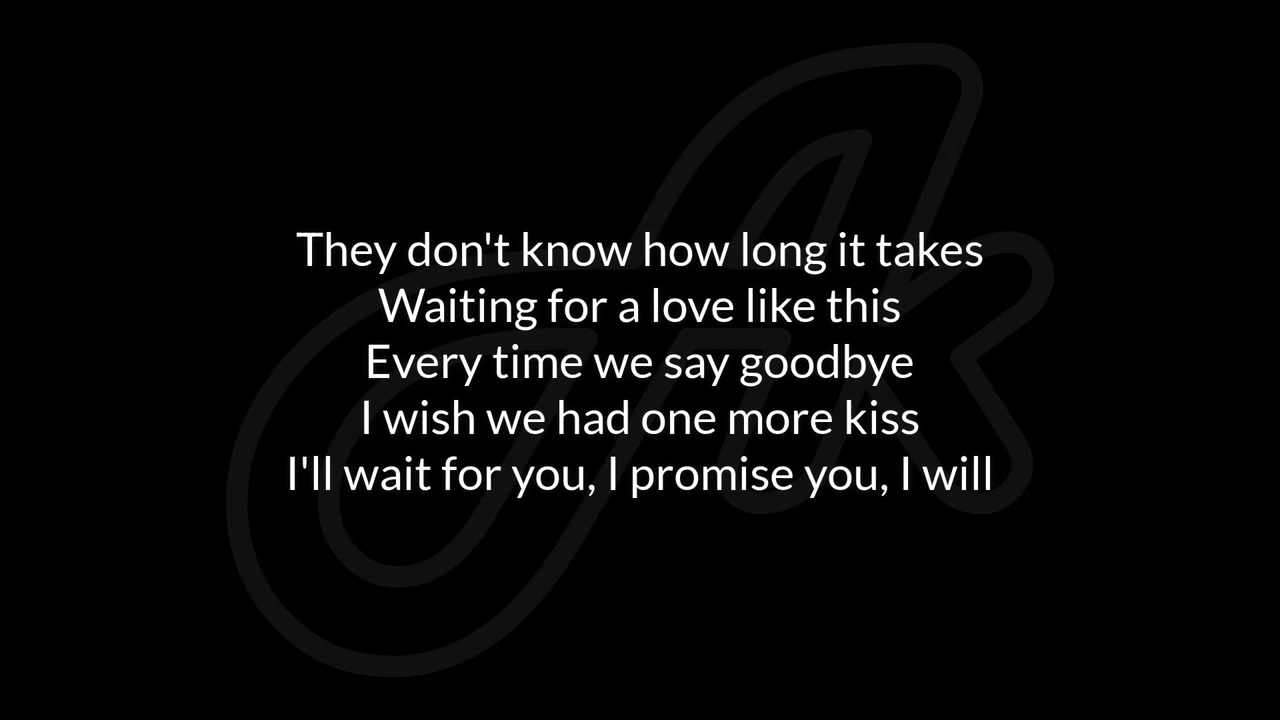 They don't know how long it takes
Waiting for a love like this
Every time we say goodbye
I wish we had one more kiss
I'll wait for you, I promise you, I will